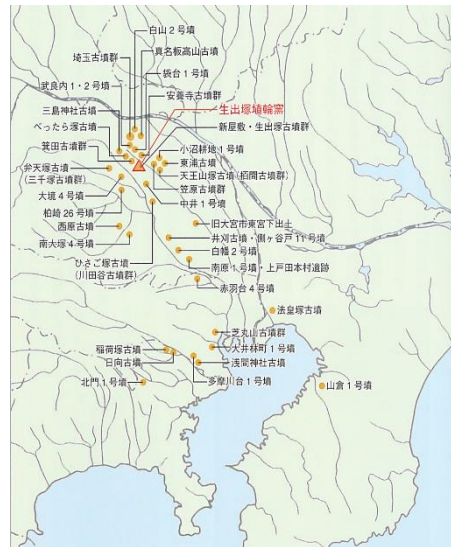 白山2号墳
真名板高山古墳
埼玉古墳群
袋台1号墳
武良内1・2号墳
安養寺古墳群
生出塚埴輪窯
三島神社古墳
新屋敷・生出塚古墳群
べったら塚古墳
小沼耕地1号墳
箕田古墳群
東浦古墳
弁天塚古墳
(三千塚古墳群)
天王山塚古墳(栢間古墳群)
笠原古墳群
大境4号墳
中井1号墳
柏崎26号墳
旧大宮市東宮下出土
西原古墳
井刈古墳・側ヶ谷戸11号墳
南大塚4号墳
白幡2号墳
ひさご塚古墳
(川田谷古墳群)
南原1号墳・上戸田本村遺跡
赤羽台4号墳
法皇塚古墳
芝丸山古墳群
稲荷塚古墳
大井林町1号墳
日向古墳
浅間神社古墳
北門1号墳
多摩川台1号墳
山倉1号墳